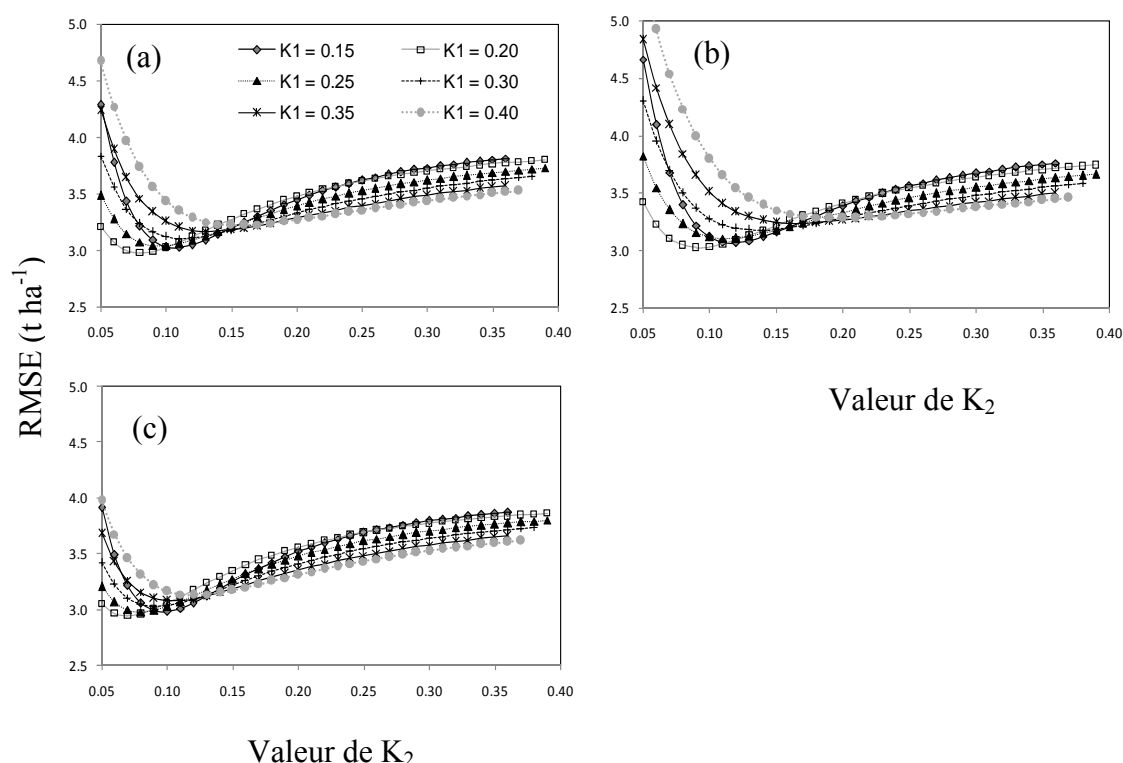 RMSE (t ha⁻¹)
(a)
K1 = 0.15
K1 = 0.20
K1 = 0.25
K1 = 0.30
K1 = 0.35
K1 = 0.40
5.0
4.5
4.0
3.5
3.0
2.5
0.05 0.10 0.15 0.20 0.25 0.30 0.35 0.40
(b)
5.0
4.5
4.0
3.5
3.0
2.5
0.05 0.10 0.15 0.20 0.25 0.30 0.35 0.40
Valeur de K₂
(c)
5.0
4.5
4.0
3.5
3.0
2.5
0.05 0.10 0.15 0.20 0.25 0.30 0.35 0.40
Valeur de K₂